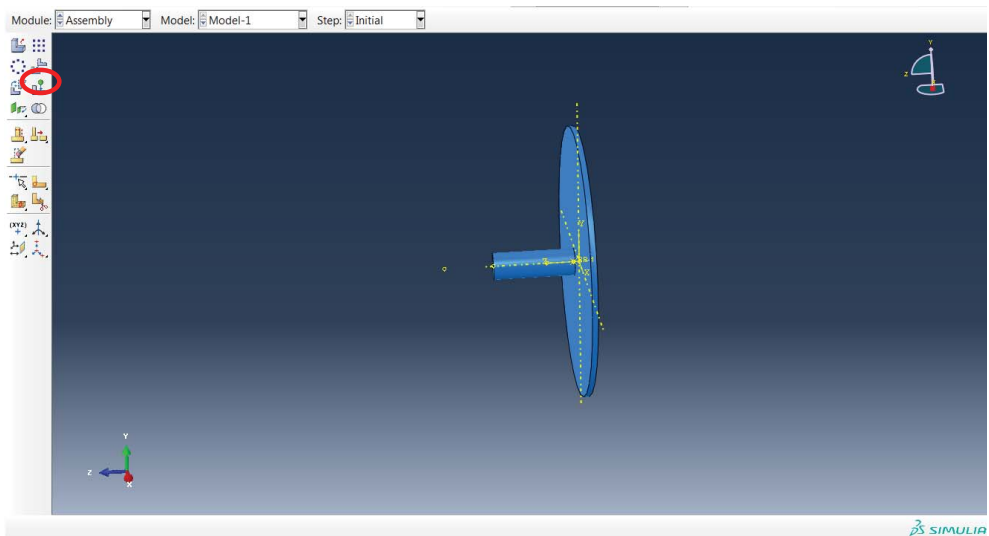 Module: Assembly Model: Model-1 Step: Initial
(XYZ)
Y
Z
Y
Z
X
SIMULIA